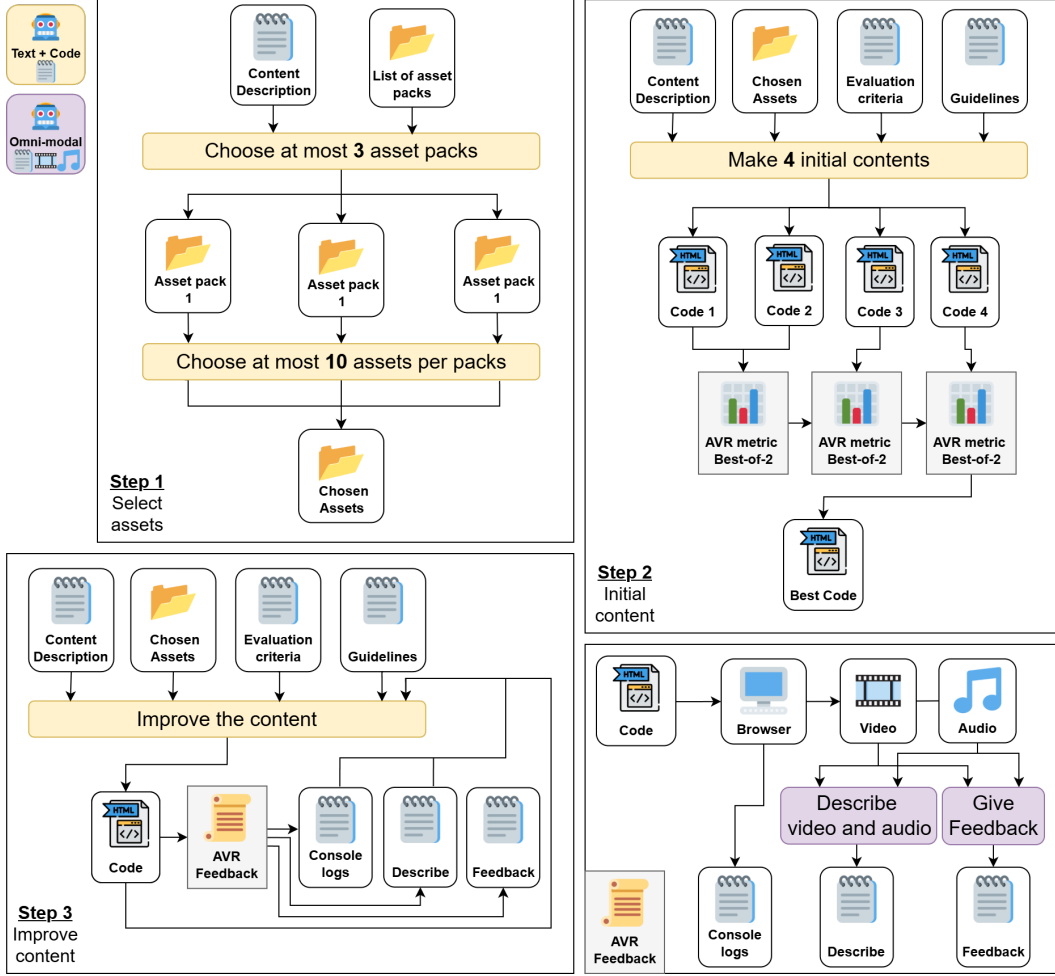 Text + Code
Omni-modal
Content
Description
List of asset
packs
Choose at most 3 asset packs
Asset pack
1
Asset pack
1
Asset pack
1
Choose at most 10 assets per packs
Chosen
Assets
Step 1
Select
assets
Content
Description
Chosen
Assets
Evaluation
criteria
Guidelines
Make 4 initial contents
HTML
Code 1
HTML
Code 2
HTML
Code 3
HTML
Code 4
AVR metric
Best-of-2
AVR metric
Best-of-2
AVR metric
Best-of-2
HTML
Best Code
Step 2
Initial
content
Content
Description
Chosen
Assets
Evaluation
criteria
Guidelines
Improve the content
HTML
Code
AVR
Feedback
Console
logs
Describe
Feedback
Step 3
Improve
content
HTML
Code
Browser
Video
Audio
Describe
video and audio
Give
Feedback
AVR
Feedback
Console
logs
Describe
Feedback